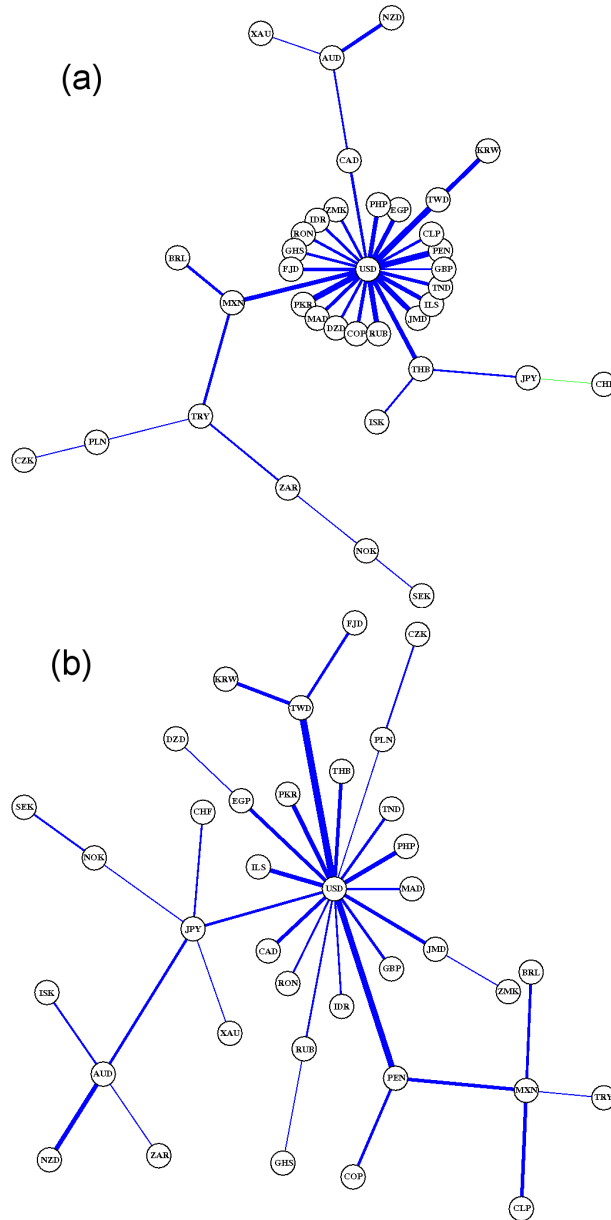 (a)
XAU
NZD
AUD
CAD
KRW
TWD
PHP
EGP
ZMK
IDR
RON
GHS
FJD
USD
CLP
PEN
GBP
TND
ILS
JMD
RUB
COP
DZD
MAD
PKR
BRL
MXN
THB
JPY
CHF
ISK
TRY
PLN
CZK
ZAR
NOK
SEK
(b)
FJD
CZK
KRW
TWD
PLN
DZD
THB
EGP
PKR
SEK
CHF
TND
NOK
PHP
ILS
USD
MAD
JPY
CAD
JMD
GBP
RON
ZMK
BRL
ISK
IDR
XAU
RUB
AUD
PEN
MXN
TRY
NZD
ZAR
GHS
COP
CLP